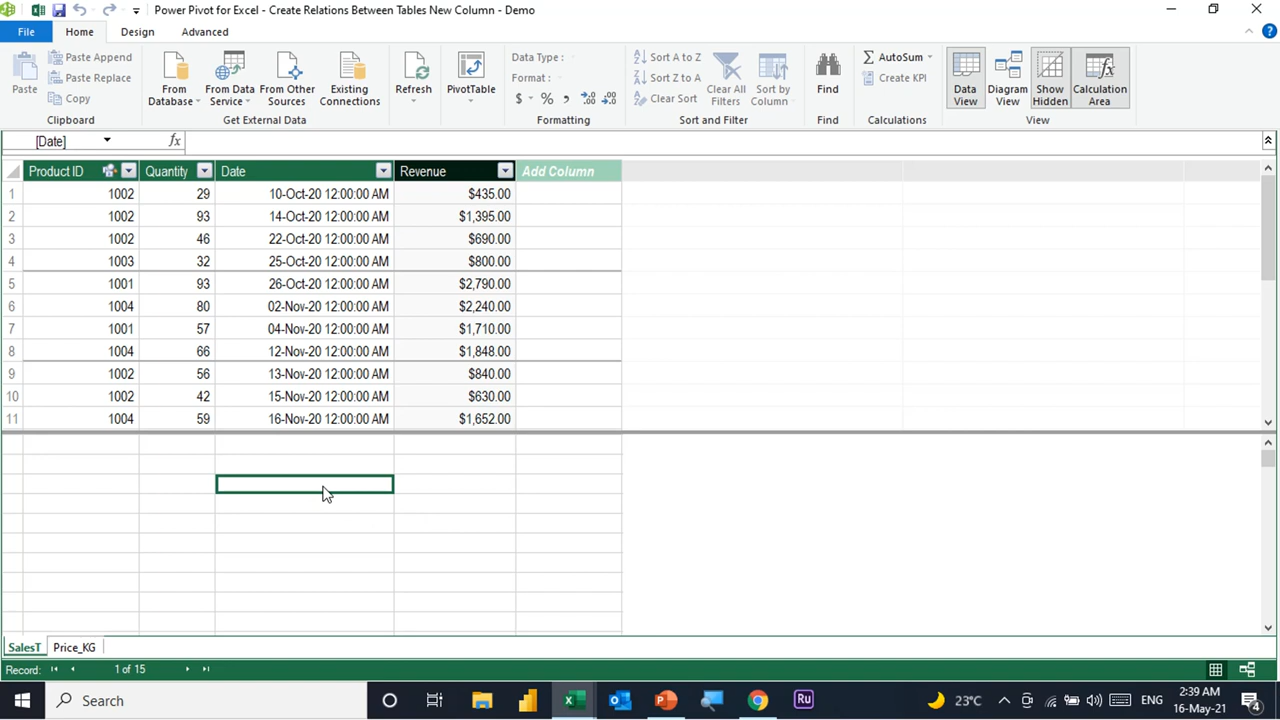 Power Pivot for Excel - Create Relations Between Tables New Column - Demo
File Home Design Advanced
Paste
Paste Append
Paste Replace
Copy
Clipboard
From Database
From Data Service
From Other Sources
Existing Connections
Get External Data
Refresh
PivotTable
Data Type :
Format :
$ % ,
Formatting
Sort A to Z
Sort Z to A
Clear Sort
Clear All Filters
Sort by Column
Sort and Filter
Find
Find
AutoSum
Create KPI
Calculations
Data View
Diagram View
Show Hidden
Calculation Area
View
[Date] fx
Product ID Quantity Date Revenue Add Column
1 1002 29 10-Oct-20 12:00:00 AM $435.00
2 1002 93 14-Oct-20 12:00:00 AM $1,395.00
3 1002 46 22-Oct-20 12:00:00 AM $690.00
4 1003 32 25-Oct-20 12:00:00 AM $800.00
5 1001 93 26-Oct-20 12:00:00 AM $2,790.00
6 1004 80 02-Nov-20 12:00:00 AM $2,240.00
7 1001 57 04-Nov-20 12:00:00 AM $1,710.00
8 1004 66 12-Nov-20 12:00:00 AM $1,848.00
9 1002 56 13-Nov-20 12:00:00 AM $840.00
10 1002 42 15-Nov-20 12:00:00 AM $630.00
11 1004 59 16-Nov-20 12:00:00 AM $1,652.00
SalesT Price_KG
Record: 1 of 15
Search
Ru
23°C
ENG
2:39 AM
16-May-21
4